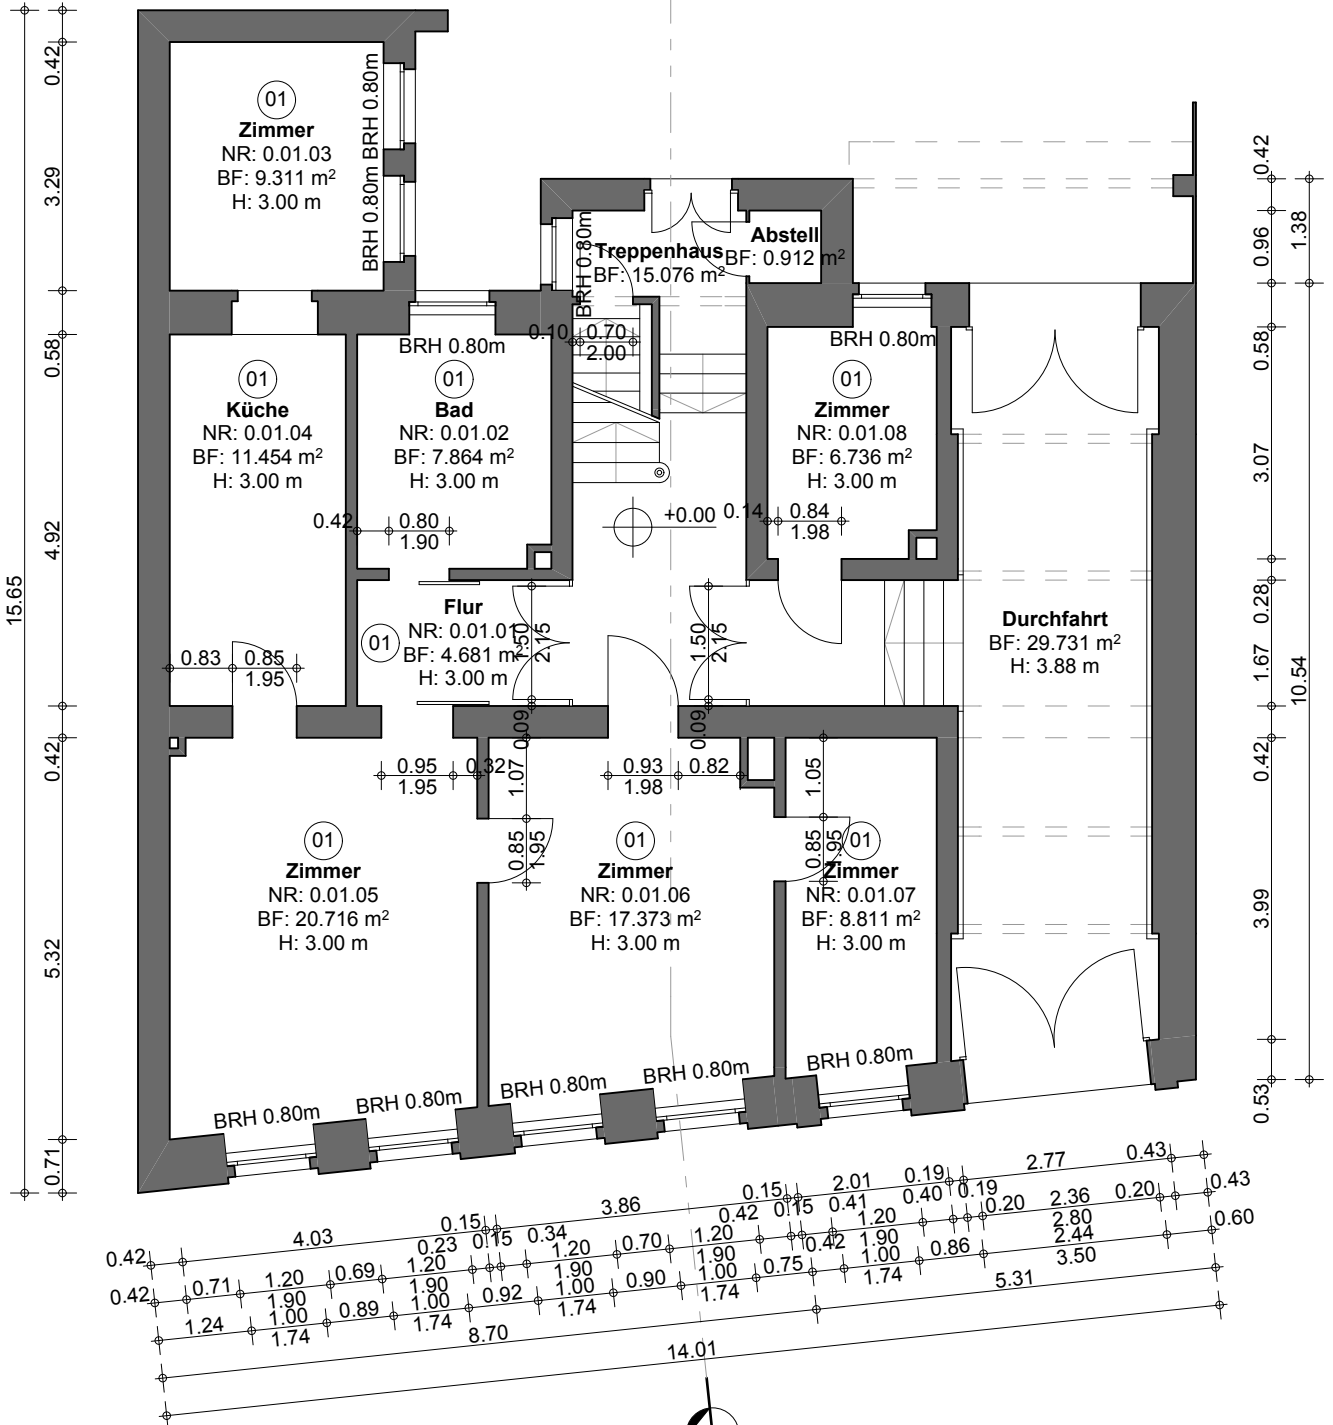 01
Zimmer
NR: 0.01.03
BF: 9.311 m²
H: 3.00 m
BRH 0.80m
BRH 0.80m
Treppenhaus
BF: 15.076 m²
BRH 0.80m
Abstell
BF: 0.912 m²
0.10
0.70
2.00
BRH 0.80m
01
Küche
NR: 0.01.04
BF: 11.454 m²
H: 3.00 m
01
Bad
NR: 0.01.02
BF: 7.864 m²
H: 3.00 m
0.42
0.80
1.90
+0.00
BRH 0.80m
01
Zimmer
NR: 0.01.08
BF: 6.736 m²
H: 3.00 m
0.14
0.84
1.98
01
Flur
NR: 0.01.01
BF: 4.681 m²
H: 3.00 m
1.50
2.15
1.50
2.15
0.09
0.09
0.83
0.85
1.95
Durchfahrt
BF: 29.731 m²
H: 3.88 m
0.95
1.95
0.32
1.07
0.85
1.95
0.93
1.98
0.82
1.05
0.85
1.95
01
Zimmer
NR: 0.01.05
BF: 20.716 m²
H: 3.00 m
01
Zimmer
NR: 0.01.06
BF: 17.373 m²
H: 3.00 m
01
Zimmer
NR: 0.01.07
BF: 8.811 m²
H: 3.00 m
BRH 0.80m
BRH 0.80m
BRH 0.80m
BRH 0.80m
BRH 0.80m
15.65
0.42
3.29
0.58
4.92
0.42
5.32
0.71
0.42
0.96
0.58
3.07
0.28
1.67
0.42
3.99
0.53
1.38
10.54
0.42
4.03
0.15
3.86
0.15
2.01
0.19
2.77
0.43
0.42
0.71
1.20
1.90
0.69
1.20
1.90
0.23
0.15
0.34
1.20
1.90
0.70
1.20
1.90
0.42
0.15
0.41
1.20
1.90
0.40
0.19
0.20
2.36
2.80
0.20
0.43
1.24
1.00
1.74
0.89
1.00
1.74
0.92
1.00
1.74
0.90
1.00
1.74
0.75
0.42
1.00
1.74
0.86
2.44
3.50
0.60
8.70
5.31
14.01